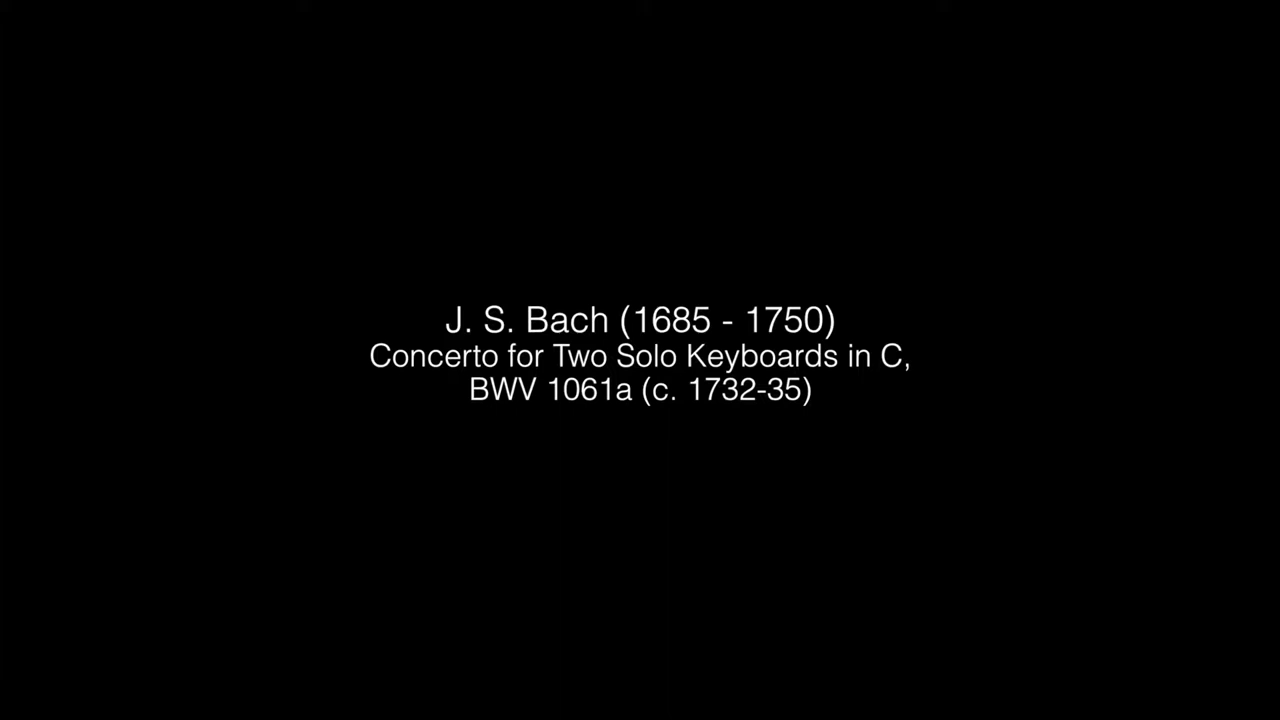 J. S. Bach (1685 - 1750)
Concerto for Two Solo Keyboards in C,
BWV 1061a (c. 1732-35)